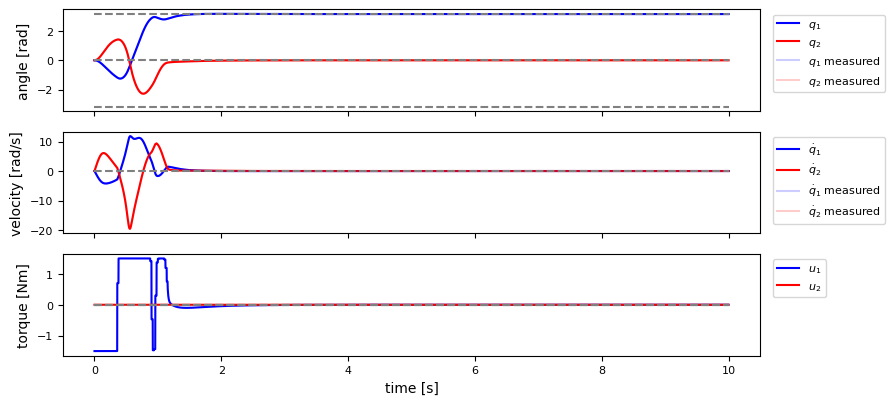 angle [rad]
2
0
−2
q₁
q₂
q₁ measured
q₂ measured
velocity [rad/s]
10
0
−10
−20
q̇₁
q̇₂
q̇₁ measured
q̇₂ measured
torque [Nm]
1
0
−1
u₁
u₂
0 2 4 6 8 10
time [s]